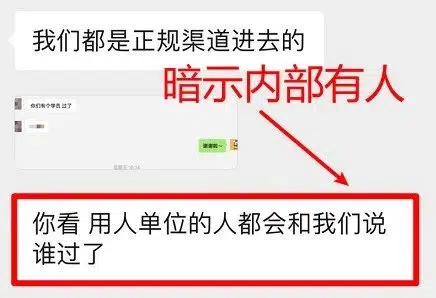 我们都是正规渠道进去的
暗示内部有人
你们有个学员 过了
谢谢啦~
你看 用人单位的人都会和我们说
谁过了